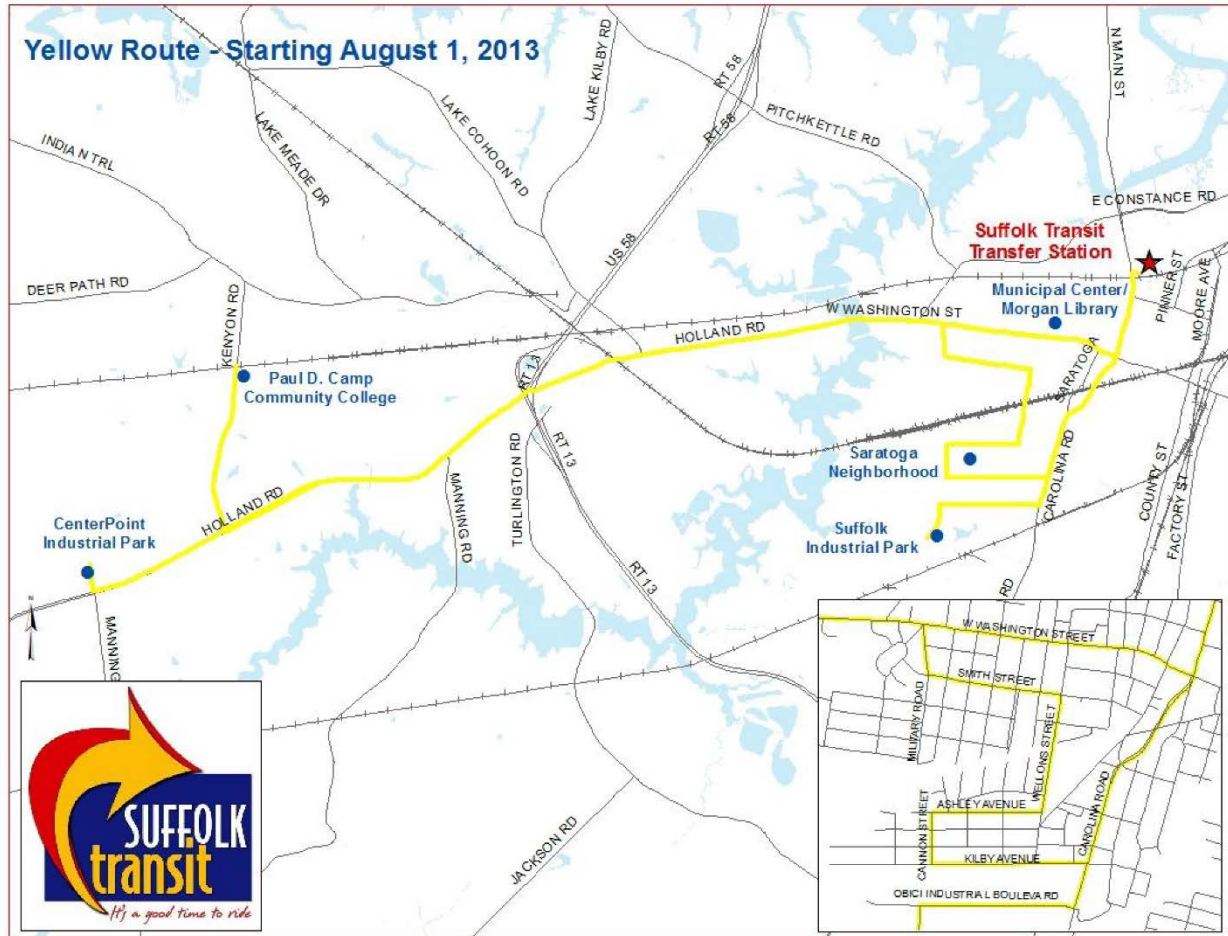 Yellow Route - Starting August 1, 2013
N MAIN ST
RT 58
LAKE KILBY RD
LAKE COHOON RD
RT 58
PITCHKETTLE RD
INDIAN TRL
LAKE MEADE DR
E CONSTANCE RD
US 58
Suffolk Transit
Transfer Station
DEER PATH RD
PINNER ST
MOORE AVE
Municipal Center/
Morgan Library
W WASHINGTON ST
HOLLAND RD
KENYON RD
RT 13
Paul D. Camp
Community College
SARATOGA
RT 13
TURLINGTON RD
MANNING RD
Saratoga
Neighborhood
CAROLINA RD
COUNTY ST
FACTORY ST
HOLLAND RD
CenterPoint
Industrial Park
Suffolk
Industrial Park
RT 13
RD
N
MANNING
W WASHINGTON STREET
SMITH STREET
MILITARY ROAD
WELLONS STREET
CAROLINA ROAD
CANNON STREET
ASHLEY AVENUE
KILBY AVENUE
OBICI INDUSTRIAL BOULEVARD
JACKSON RD
SUFFOLK
transit
It's a good time to ride